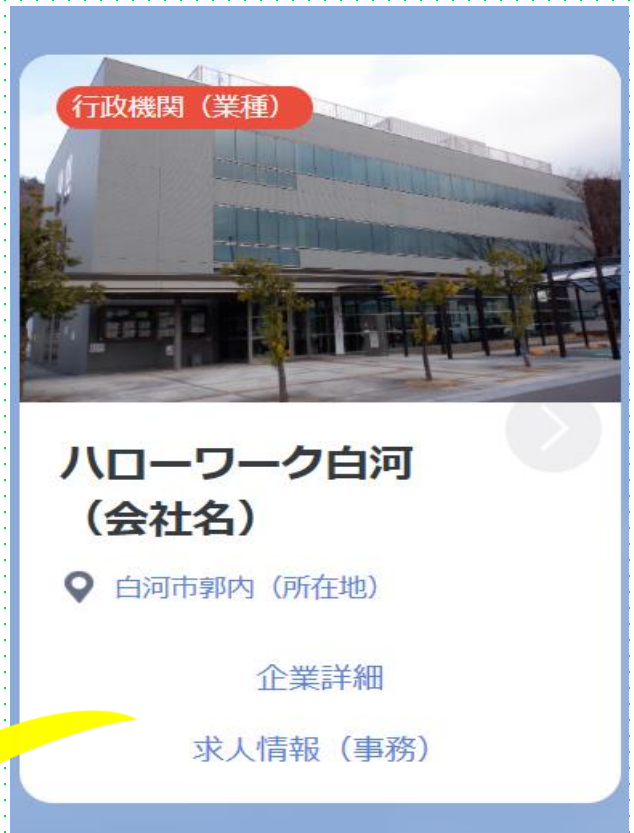 行政機関（業種）
ハローワーク白河
（会社名）
白河市郭内（所在地）
企業詳細
求人情報（事務）